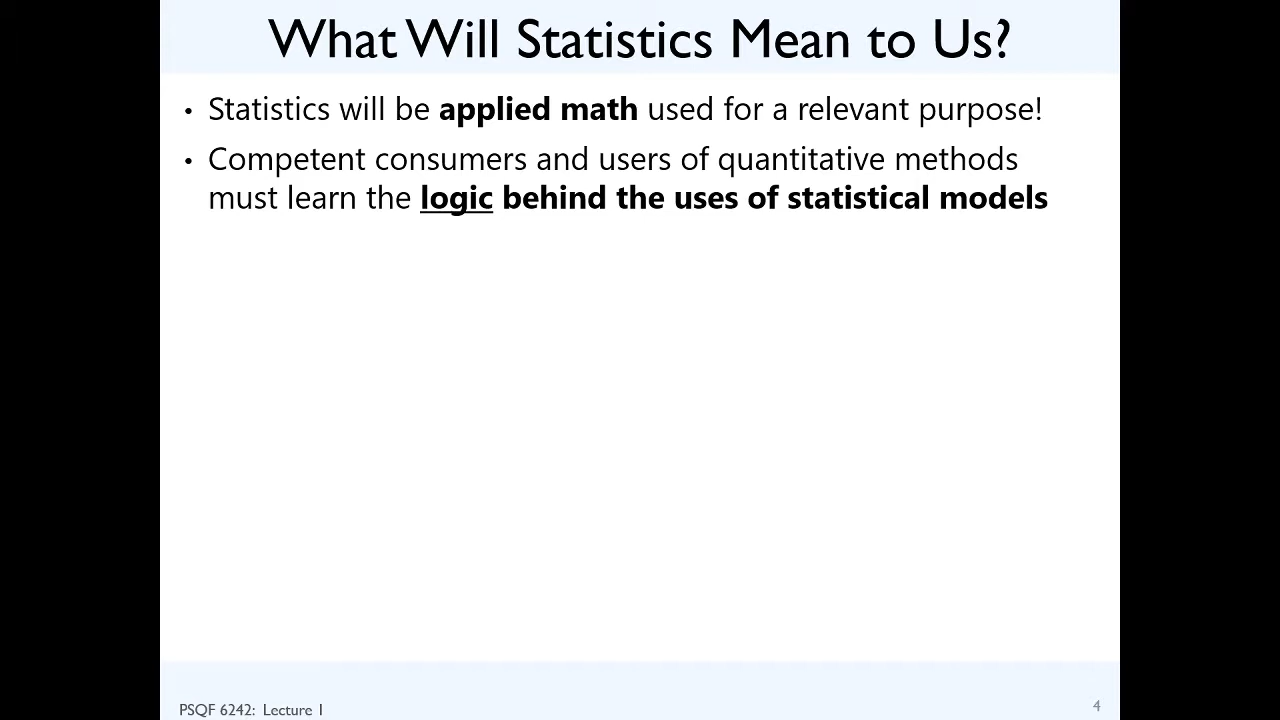 What Will Statistics Mean to Us?
• Statistics will be applied math used for a relevant purpose!
• Competent consumers and users of quantitative methods
must learn the logic behind the uses of statistical models
PSQF 6242: Lecture 1
4